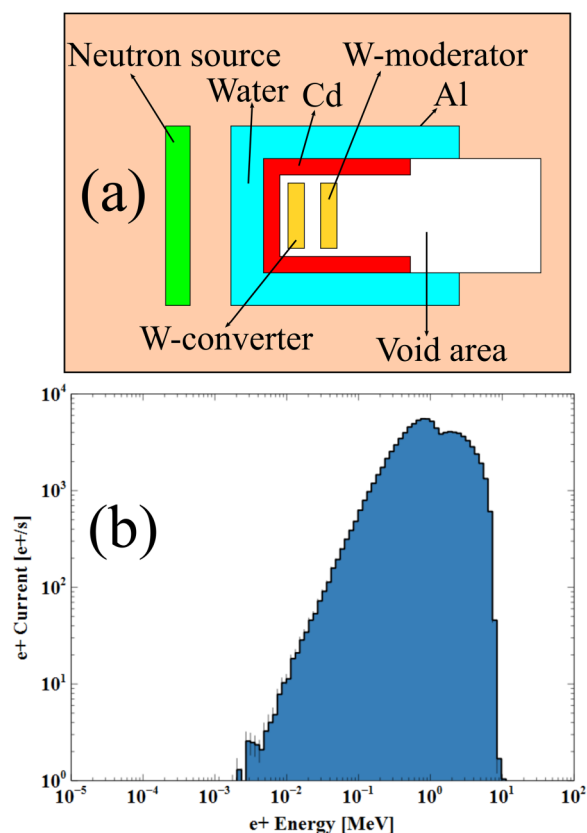 Neutron source
W-moderator
Water
Cd
Al
(a)
W-converter
Void area
(b)
e+ Current [e+/s]
10^4
10^3
10^2
10^1
10^0
10^-5 10^-4 10^-3 10^-2 10^-1 10^0 10^1 10^2
e+ Energy [MeV]